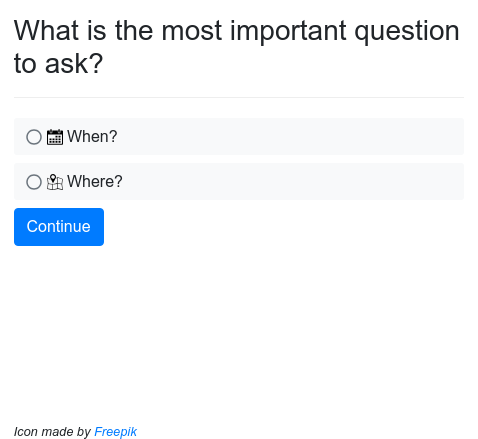 What is the most important question
to ask?
When?
Where?
Continue
Icon made by Freepik